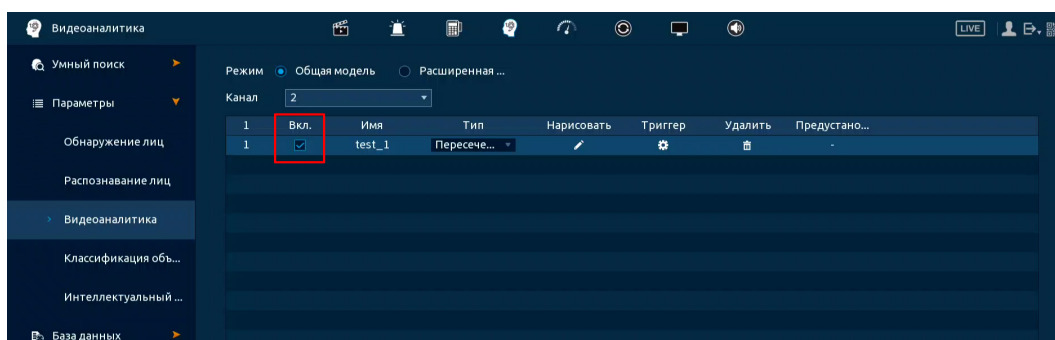 Видеоаналитика LIVE
Умный поиск
Режим Общая модель Расширенная ...
Параметры
Канал 2
1 Вкл. Имя Тип Нарисовать Триггер Удалить Предустано...
1 test_1 Пересече... -
Обнаружение лиц
Распознавание лиц
Видеоаналитика
Классификация объ...
Интеллектуальный ...
База данных